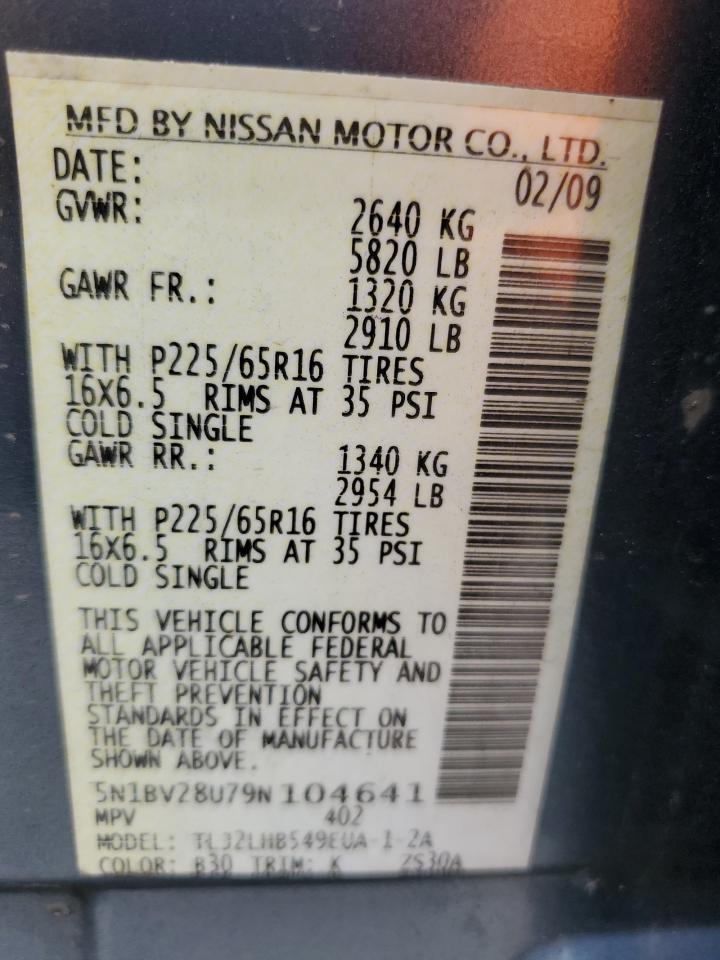 MFD BY NISSAN MOTOR CO., LTD.
DATE: 02/09
GVWR: 2640 KG
5820 LB
GAWR FR.: 1320 KG
2910 LB
WITH P225/65R16 TIRES
16X6.5 RIMS AT 35 PSI
COLD SINGLE
GAWR RR.: 1340 KG
2954 LB
WITH P225/65R16 TIRES
16X6.5 RIMS AT 35 PSI
COLD SINGLE
THIS VEHICLE CONFORMS TO
ALL APPLICABLE FEDERAL
MOTOR VEHICLE SAFETY AND
THEFT PREVENTION
STANDARDS IN EFFECT ON
THE DATE OF MANUFACTURE
SHOWN ABOVE.
5N1BV28U79N104641
MPV 402
MODEL: TL32LHB549EUA-1-2A
COLOR: B30 TRIM: K ZS30A